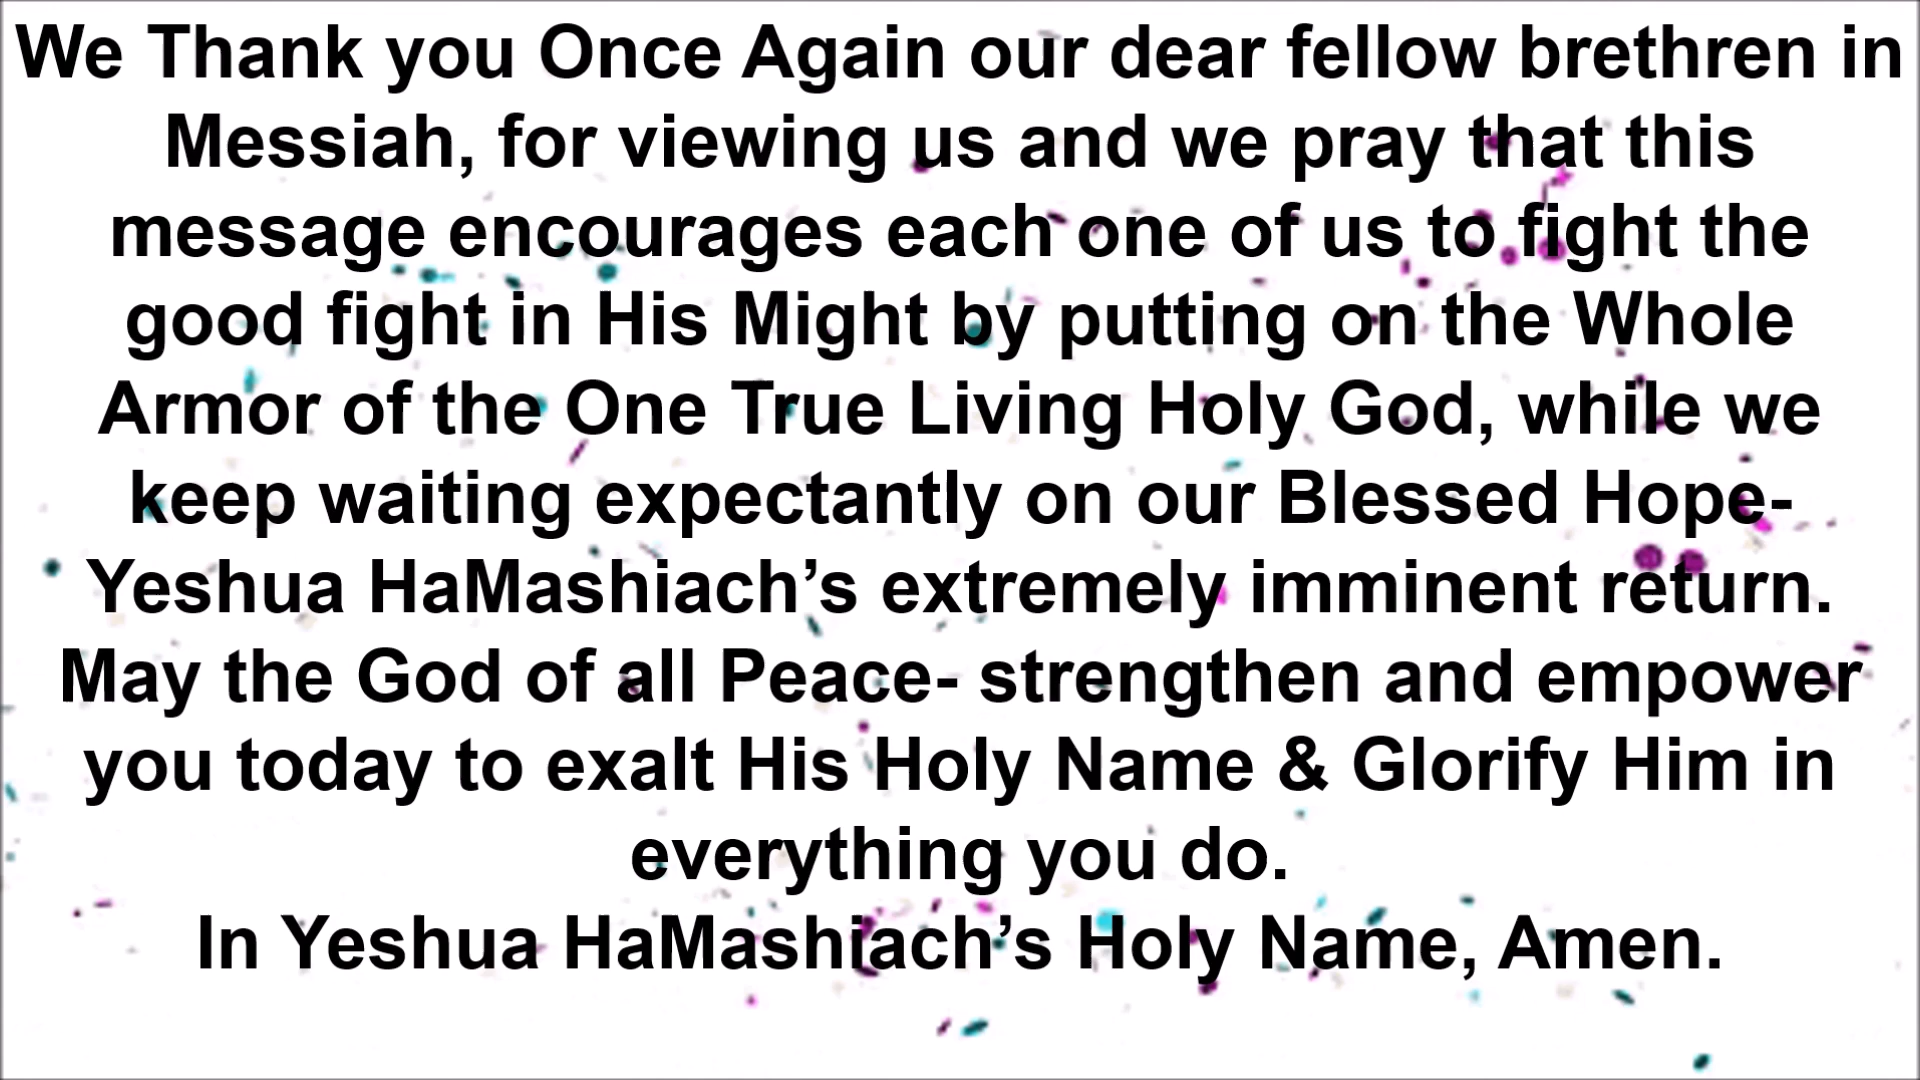 We Thank you Once Again our dear fellow brethren in
Messiah, for viewing us and we pray that this
message encourages each one of us to fight the
good fight in His Might by putting on the Whole
Armor of the One True Living Holy God, while we
keep waiting expectantly on our Blessed Hope-
Yeshua HaMashiach’s extremely imminent return.
May the God of all Peace- strengthen and empower
you today to exalt His Holy Name & Glorify Him in
everything you do.
In Yeshua HaMashiach’s Holy Name, Amen.